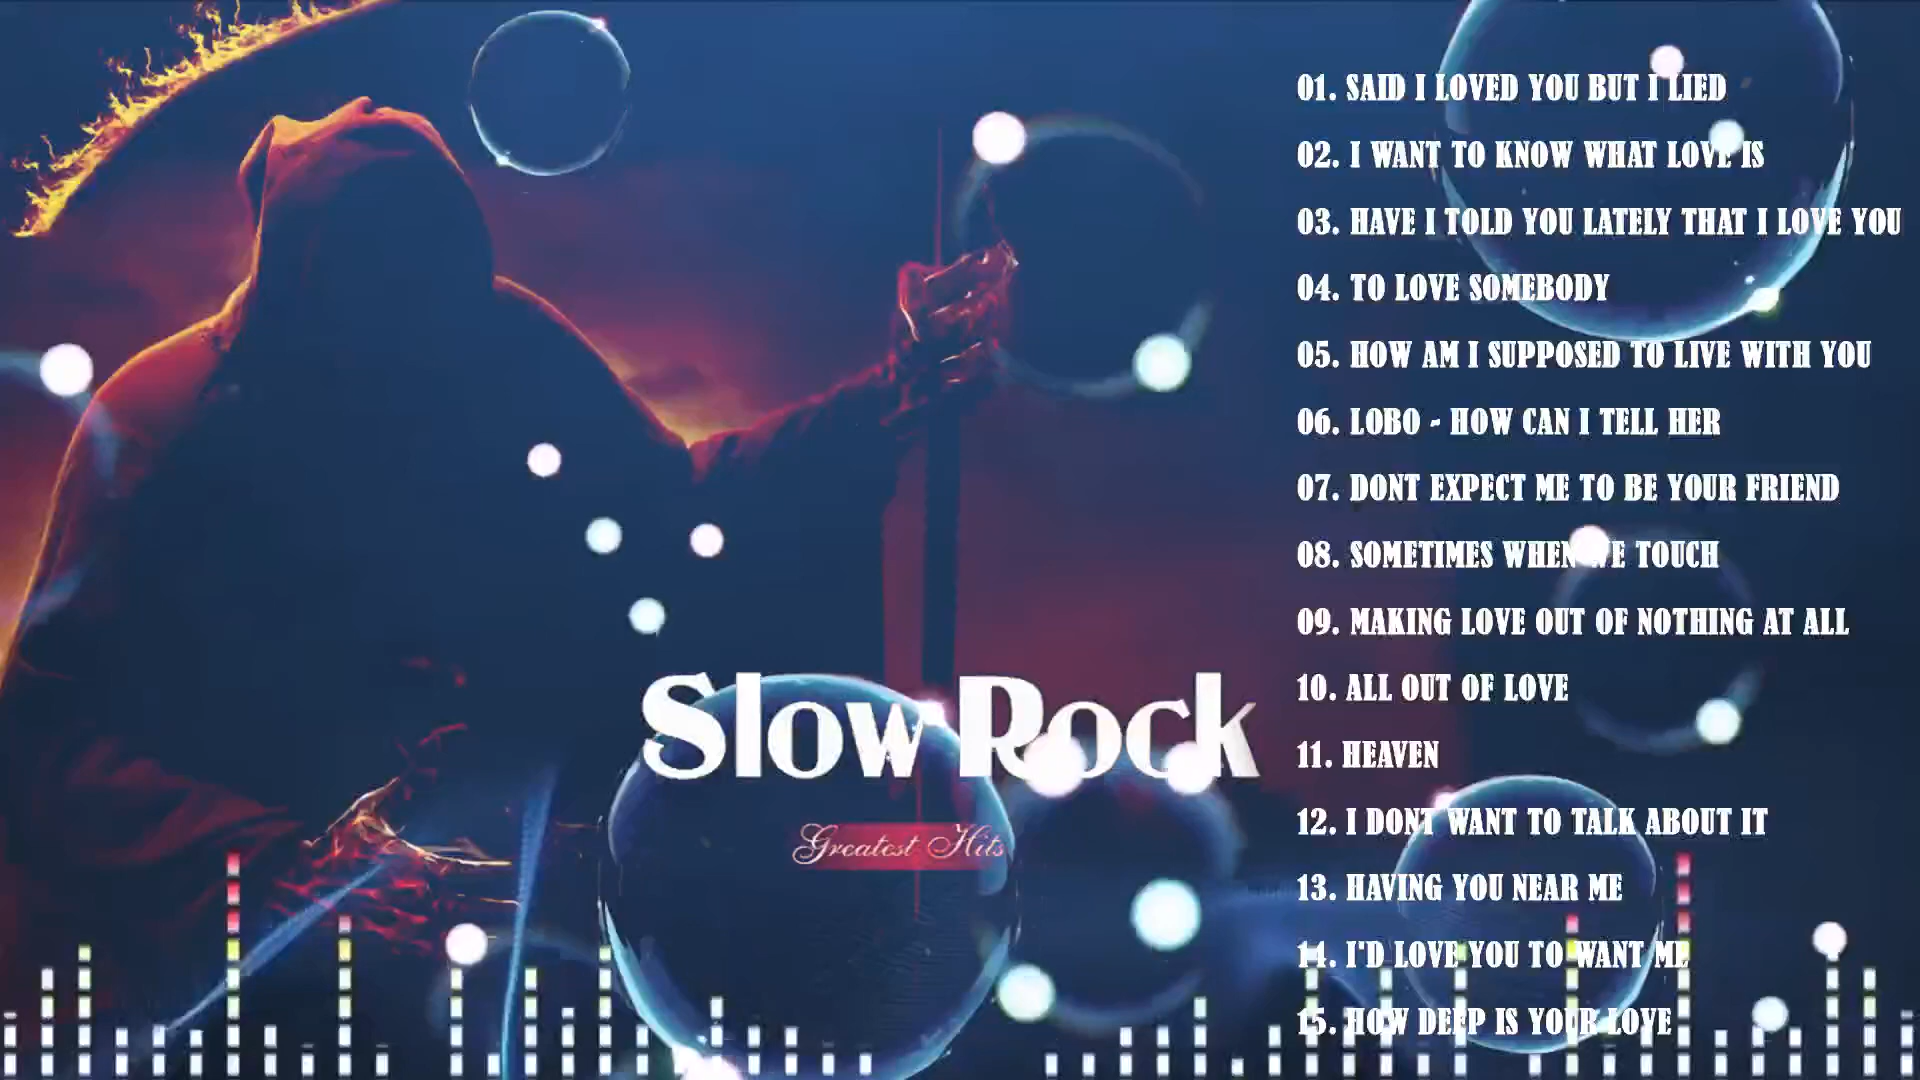 01. SAID I LOVED YOU BUT I LIED
02. I WANT TO KNOW WHAT LOVE IS
03. HAVE I TOLD YOU LATELY THAT I LOVE YOU
04. TO LOVE SOMEBODY
05. HOW AM I SUPPOSED TO LIVE WITH YOU
06. LOBO - HOW CAN I TELL HER
07. DONT EXPECT ME TO BE YOUR FRIEND
08. SOMETIMES WHEN WE TOUCH
09. MAKING LOVE OUT OF NOTHING AT ALL
10. ALL OUT OF LOVE
11. HEAVEN
12. I DONT WANT TO TALK ABOUT IT
13. HAVING YOU NEAR ME
14. I'D LOVE YOU TO WANT ME
15. HOW DEEP IS YOUR LOVE
Slow Rock
Greatest Hits